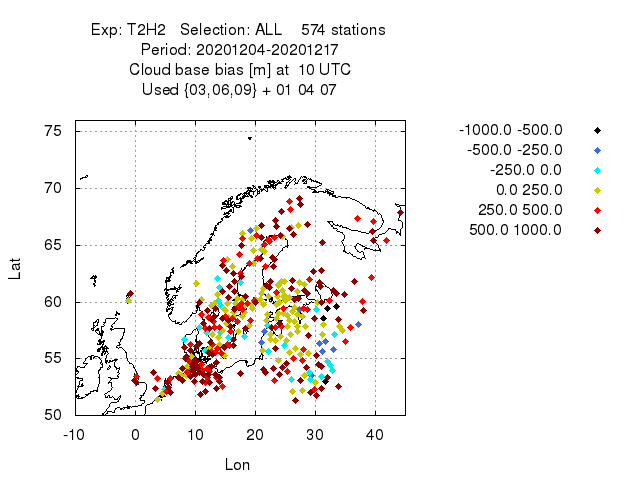 Exp: T2H2 Selection: ALL 574 stations
Period: 20201204-20201217
Cloud base bias [m] at 10 UTC
Used {03,06,09} + 01 04 07
-1000.0 -500.0
-500.0 -250.0
-250.0 0.0
0.0 250.0
250.0 500.0
500.0 1000.0
75
70
65
60
55
50
Lat
-10 0 10 20 30 40
Lon